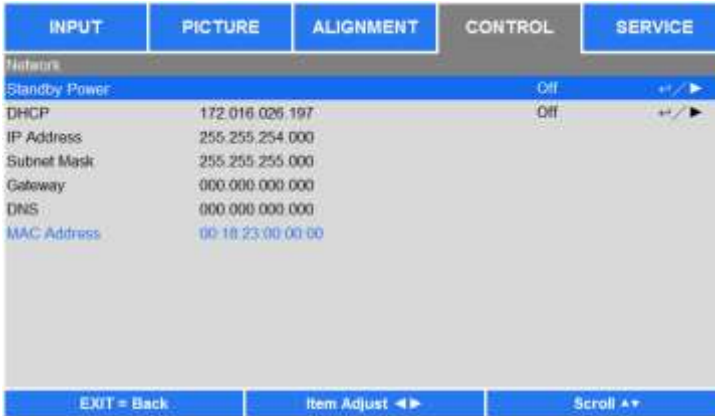 INPUT PICTURE ALIGNMENT CONTROL SERVICE
Network
Standby Power Off ↵/▶
DHCP 172.016.026.197 Off ↵/▶
IP Address 255.255.254.000
Subnet Mask 255.255.255.000
Gateway 000.000.000.000
DNS 000.000.000.000
MAC Address 00:18:23:00:00:00
EXIT = Back Item Adjust ◀▶ Scroll ▲▼